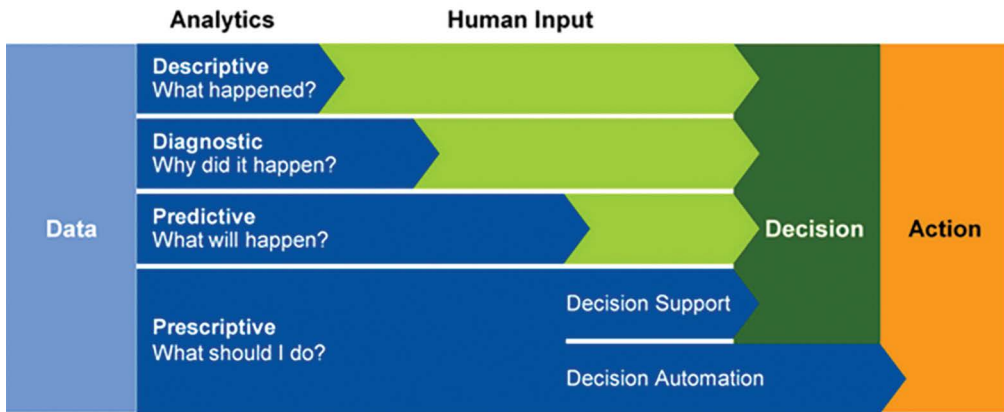 Analytics
Human Input
Descriptive
What happened?
Diagnostic
Why did it happen?
Predictive
What will happen?
Data
Decision
Action
Decision Support
Prescriptive
What should I do?
Decision Automation